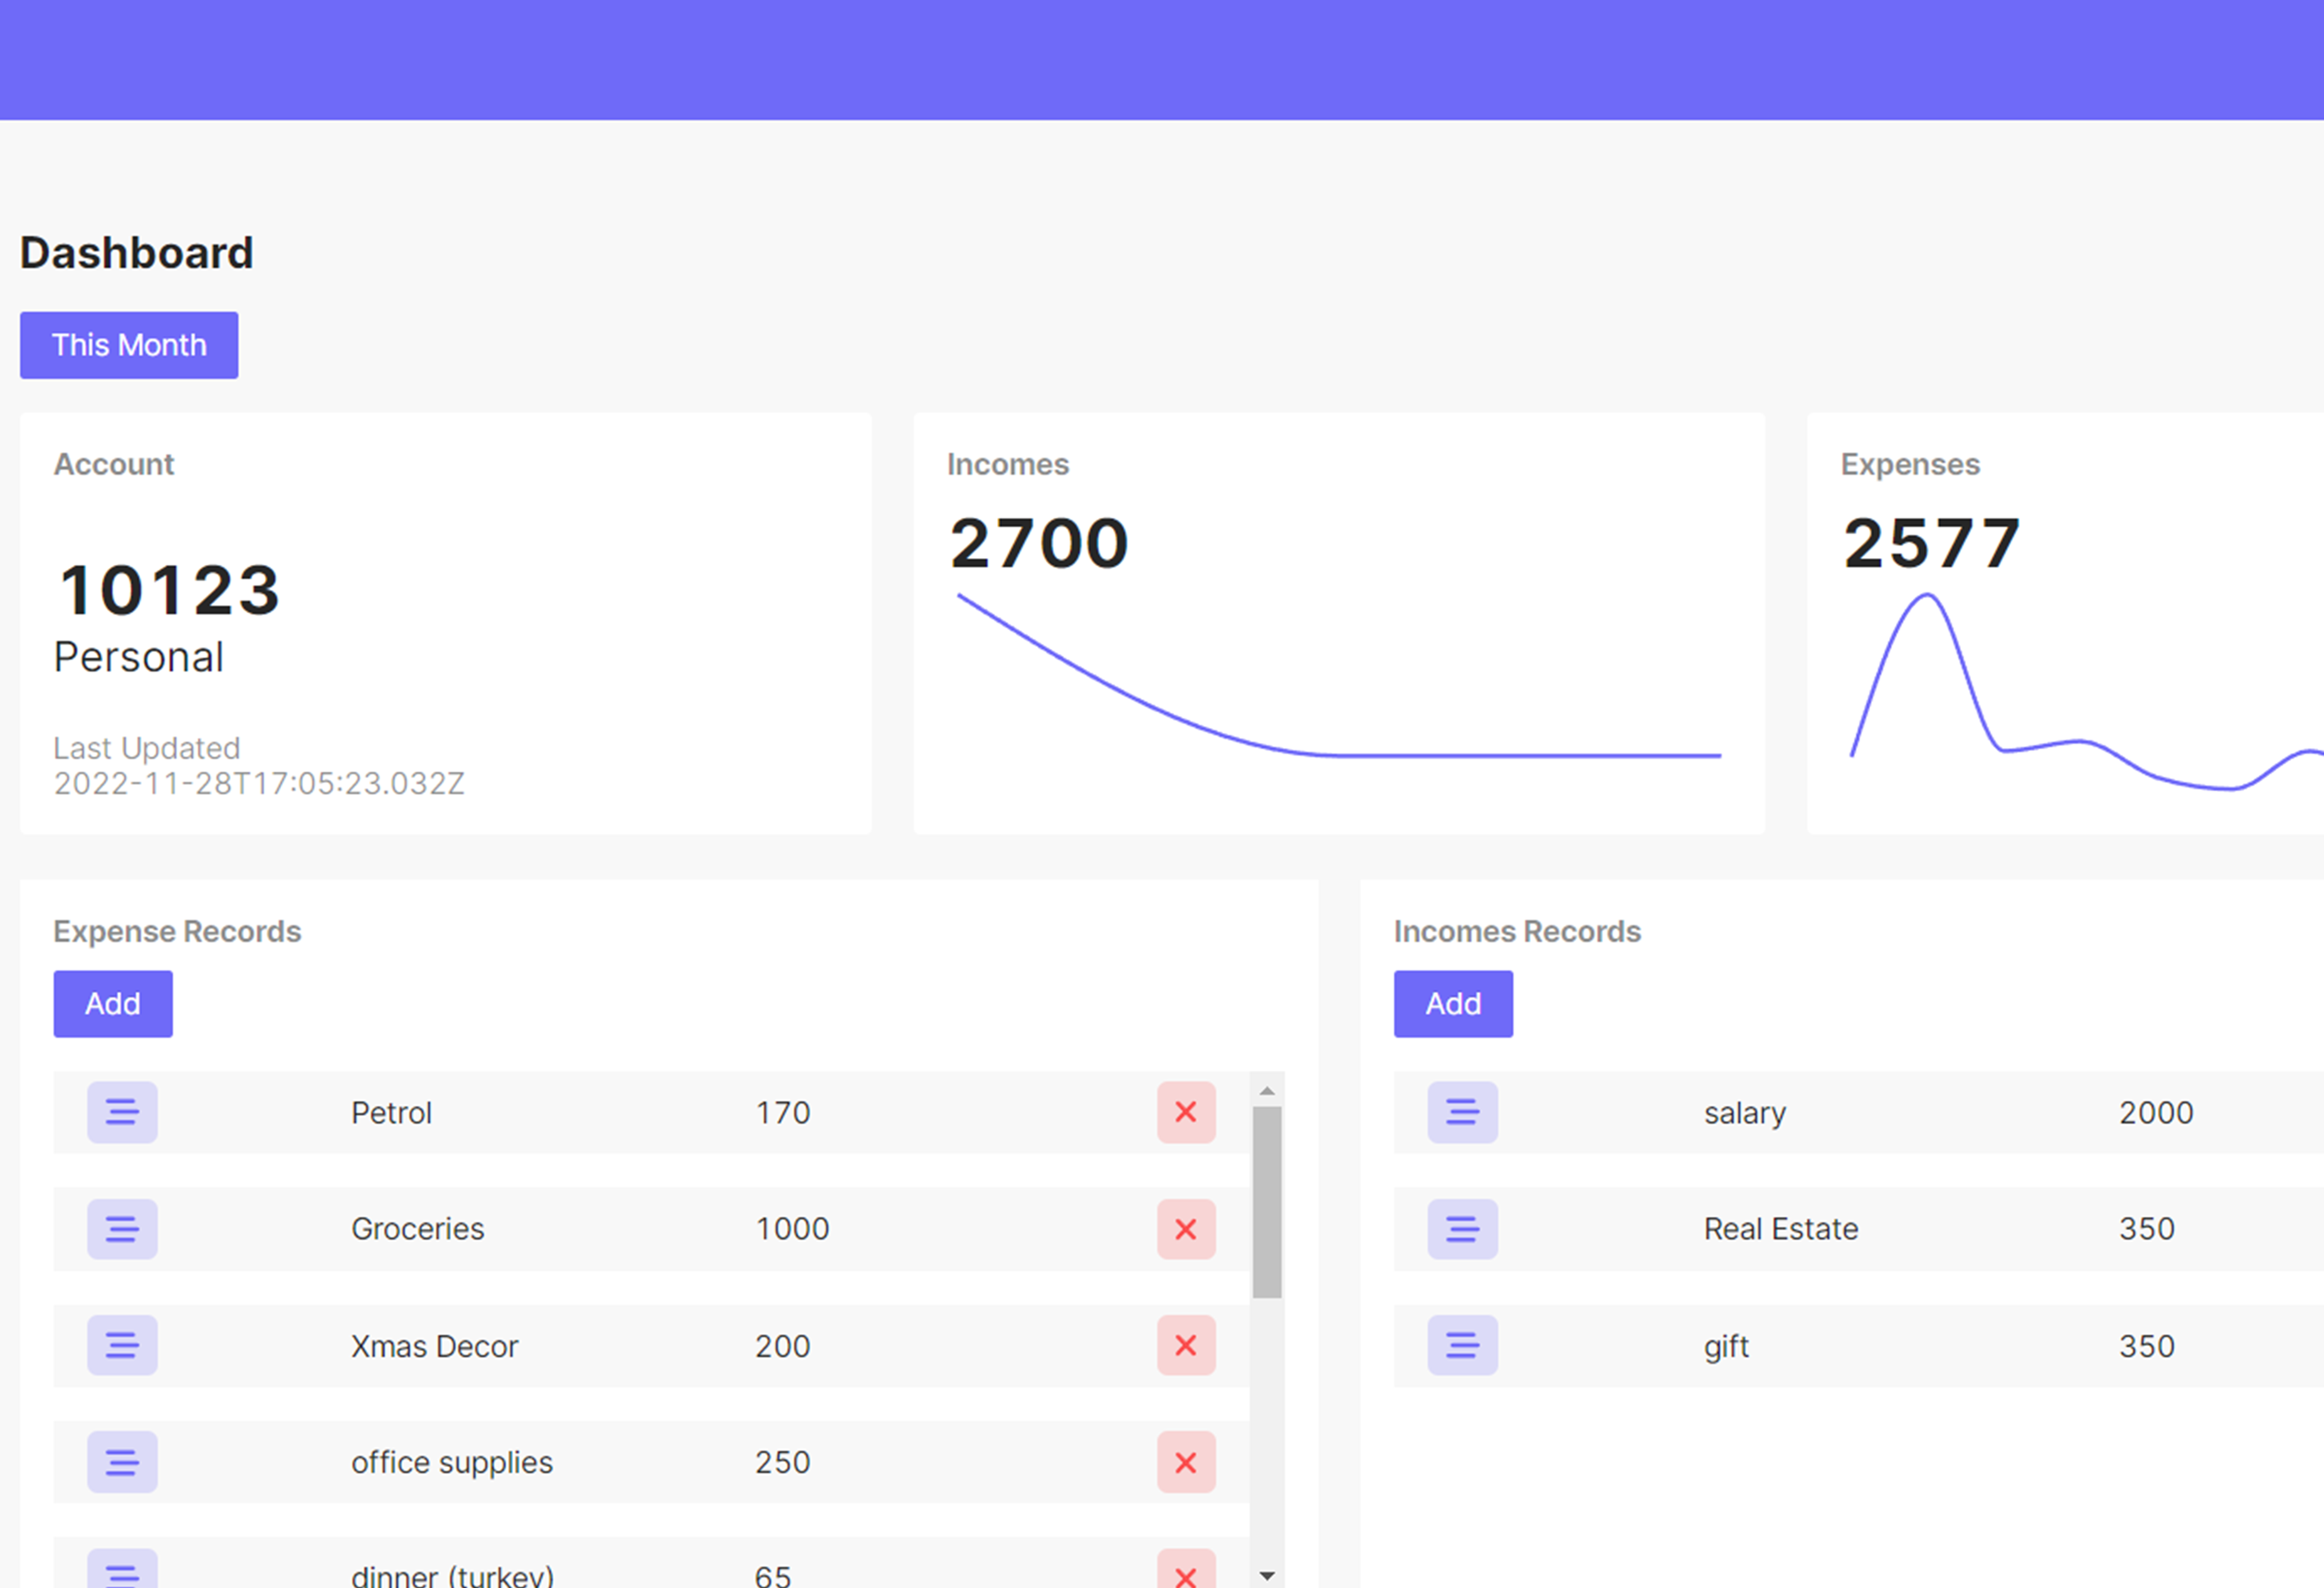 Dashboard
This Month
Account
10123
Personal
Last Updated
2022-11-28T17:05:23.032Z
Incomes
2700
Expenses
2577
Expense Records
Add
Petrol 170
Groceries 1000
Xmas Decor 200
office supplies 250
dinner (turkey) 65
Incomes Records
Add
salary 2000
Real Estate 350
gift 350